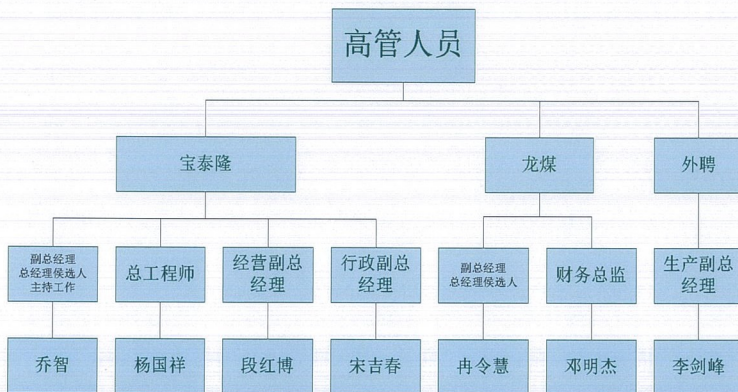 高管人员
宝泰隆
龙煤
外聘
副总经理
总经理侯选人
主持工作
总工程师
经营副总
经理
行政副总
经理
副总经理
总经理侯选人
财务总监
生产副总
经理
乔智
杨国祥
段红博
宋吉春
冉令慧
邓明杰
李剑峰